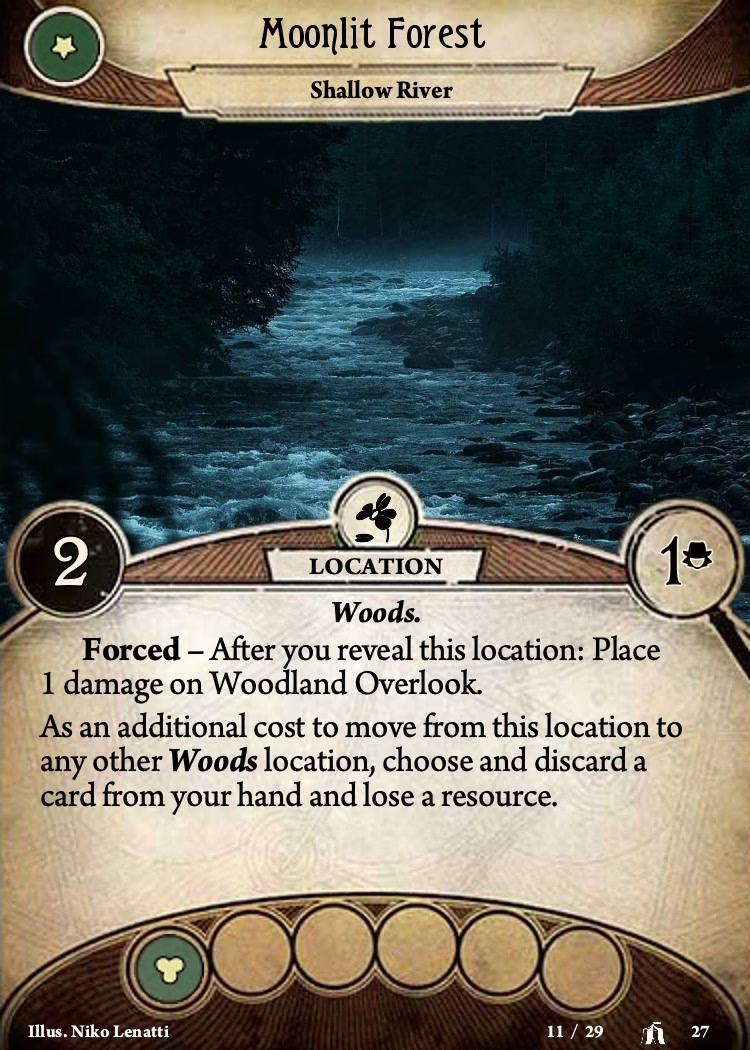 Moonlit Forest
Shallow River
2
1
LOCATION
Woods.
Forced – After you reveal this location: Place
1 damage on Woodland Overlook.
As an additional cost to move from this location to
any other Woods location, choose and discard a
card from your hand and lose a resource.
Illus. Niko Lenatti
11 / 29
27